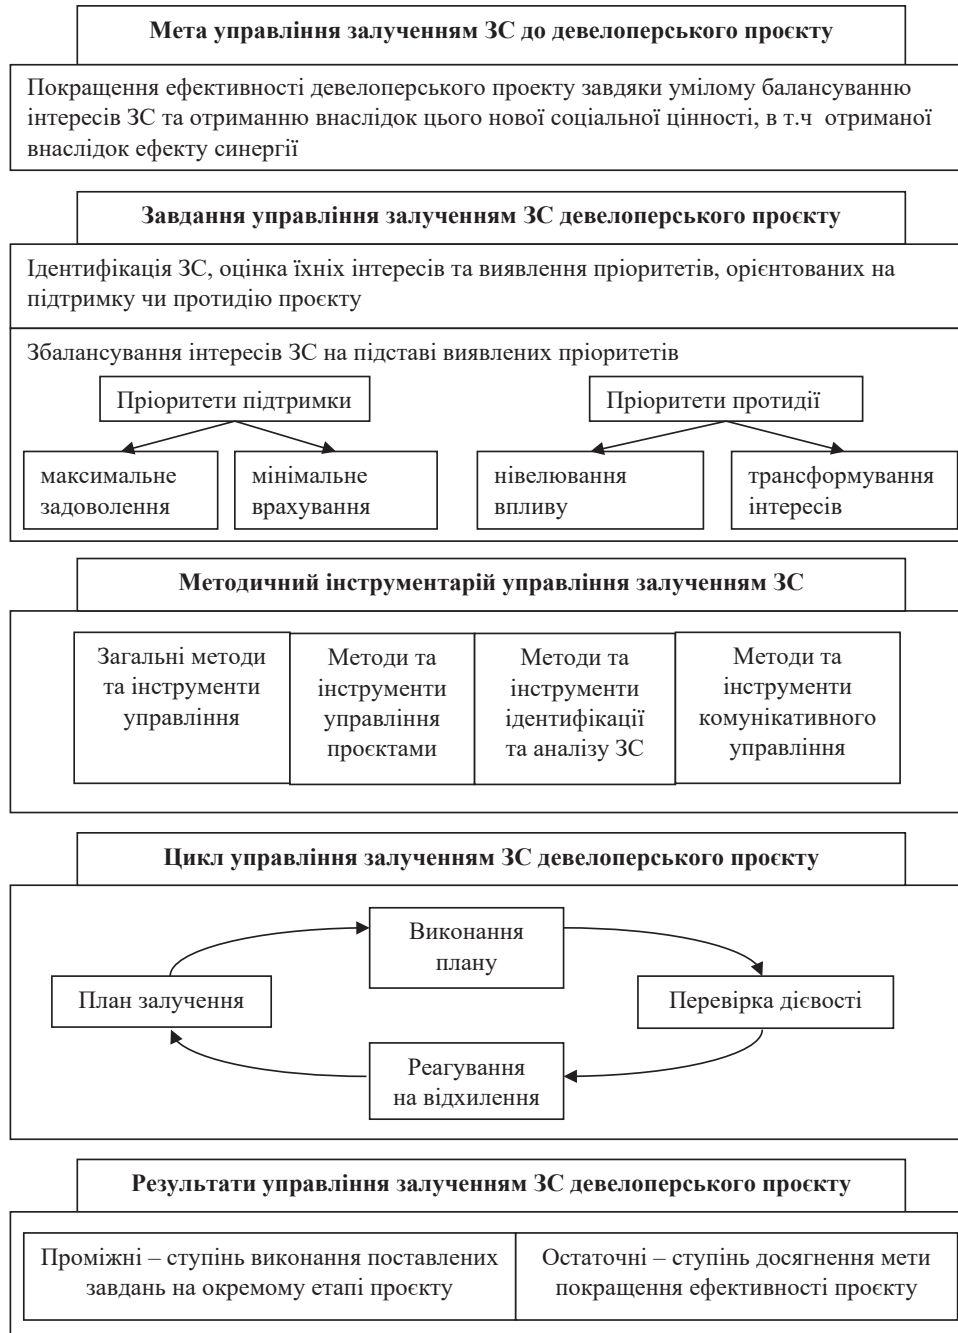 Мета управління залученням ЗС до девелоперського проєкту
Покращення ефективності девелоперського проекту завдяки умілому балансуванню
інтересів ЗС та отриманню внаслідок цього нової соціальної цінності, в т.ч отриманої
внаслідок ефекту синергії
Завдання управління залученням ЗС девелоперського проєкту
Ідентифікація ЗС, оцінка їхніх інтересів та виявлення пріоритетів, орієнтованих на
підтримку чи протидію проєкту
Збалансування інтересів ЗС на підставі виявлених пріоритетів
Пріоритети підтримки
Пріоритети протидії
максимальне
задоволення
мінімальне
врахування
нівелювання
впливу
трансформування
інтересів
Методичний інструментарій управління залученням ЗС
Загальні методи
та інструменти
управління
Методи та
інструменти
управління
проєктами
Методи та
інструменти
ідентифікації
та аналізу ЗС
Методи та
інструменти
комунікативного
управління
Цикл управління залученням ЗС девелоперського проєкту
Виконання
плану
План залучення
Перевірка дієвості
Реагування
на відхилення
Результати управління залученням ЗС девелоперського проєкту
Проміжні – ступінь виконання поставлених
завдань на окремому етапі проєкту
Остаточні – ступінь досягнення мети
покращення ефективності проєкту